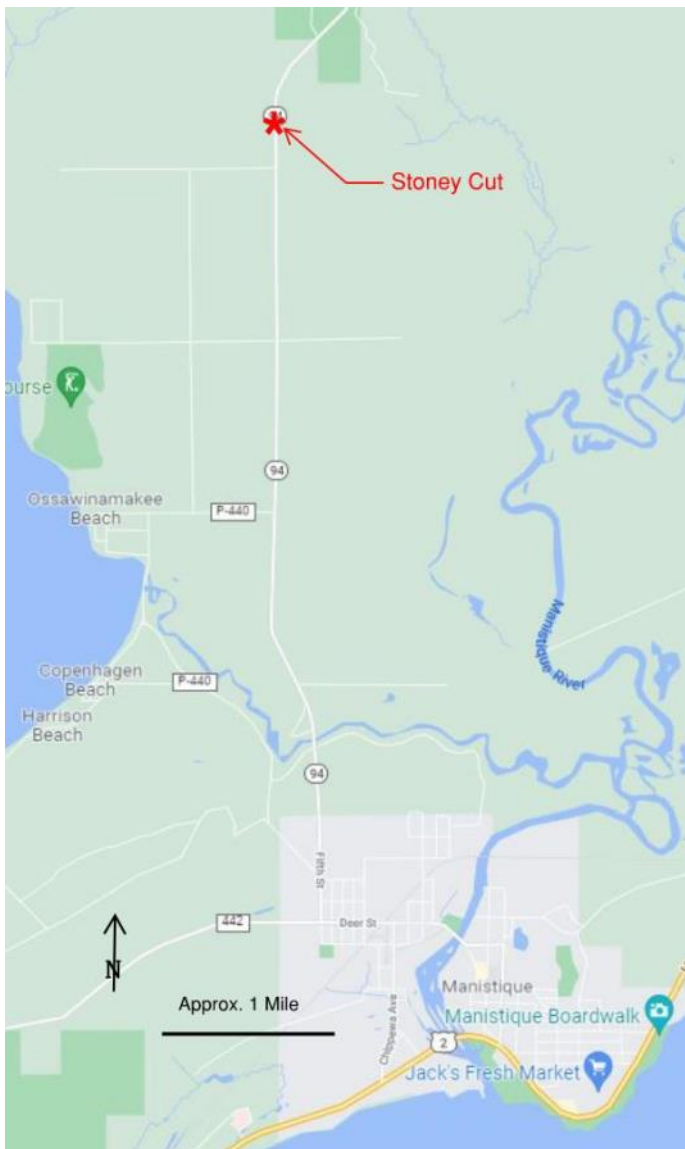 Stoney Cut
ourse
94
Ossawinamakee
Beach
P-440
Manistique River
Copenhagen
Beach
P-440
Harrison
Beach
94
Fifth St
442
Deer St
N
Approx. 1 Mile
Manistique
Manistique Boardwalk
Chippewa Ave
2
Jack's Fresh Market